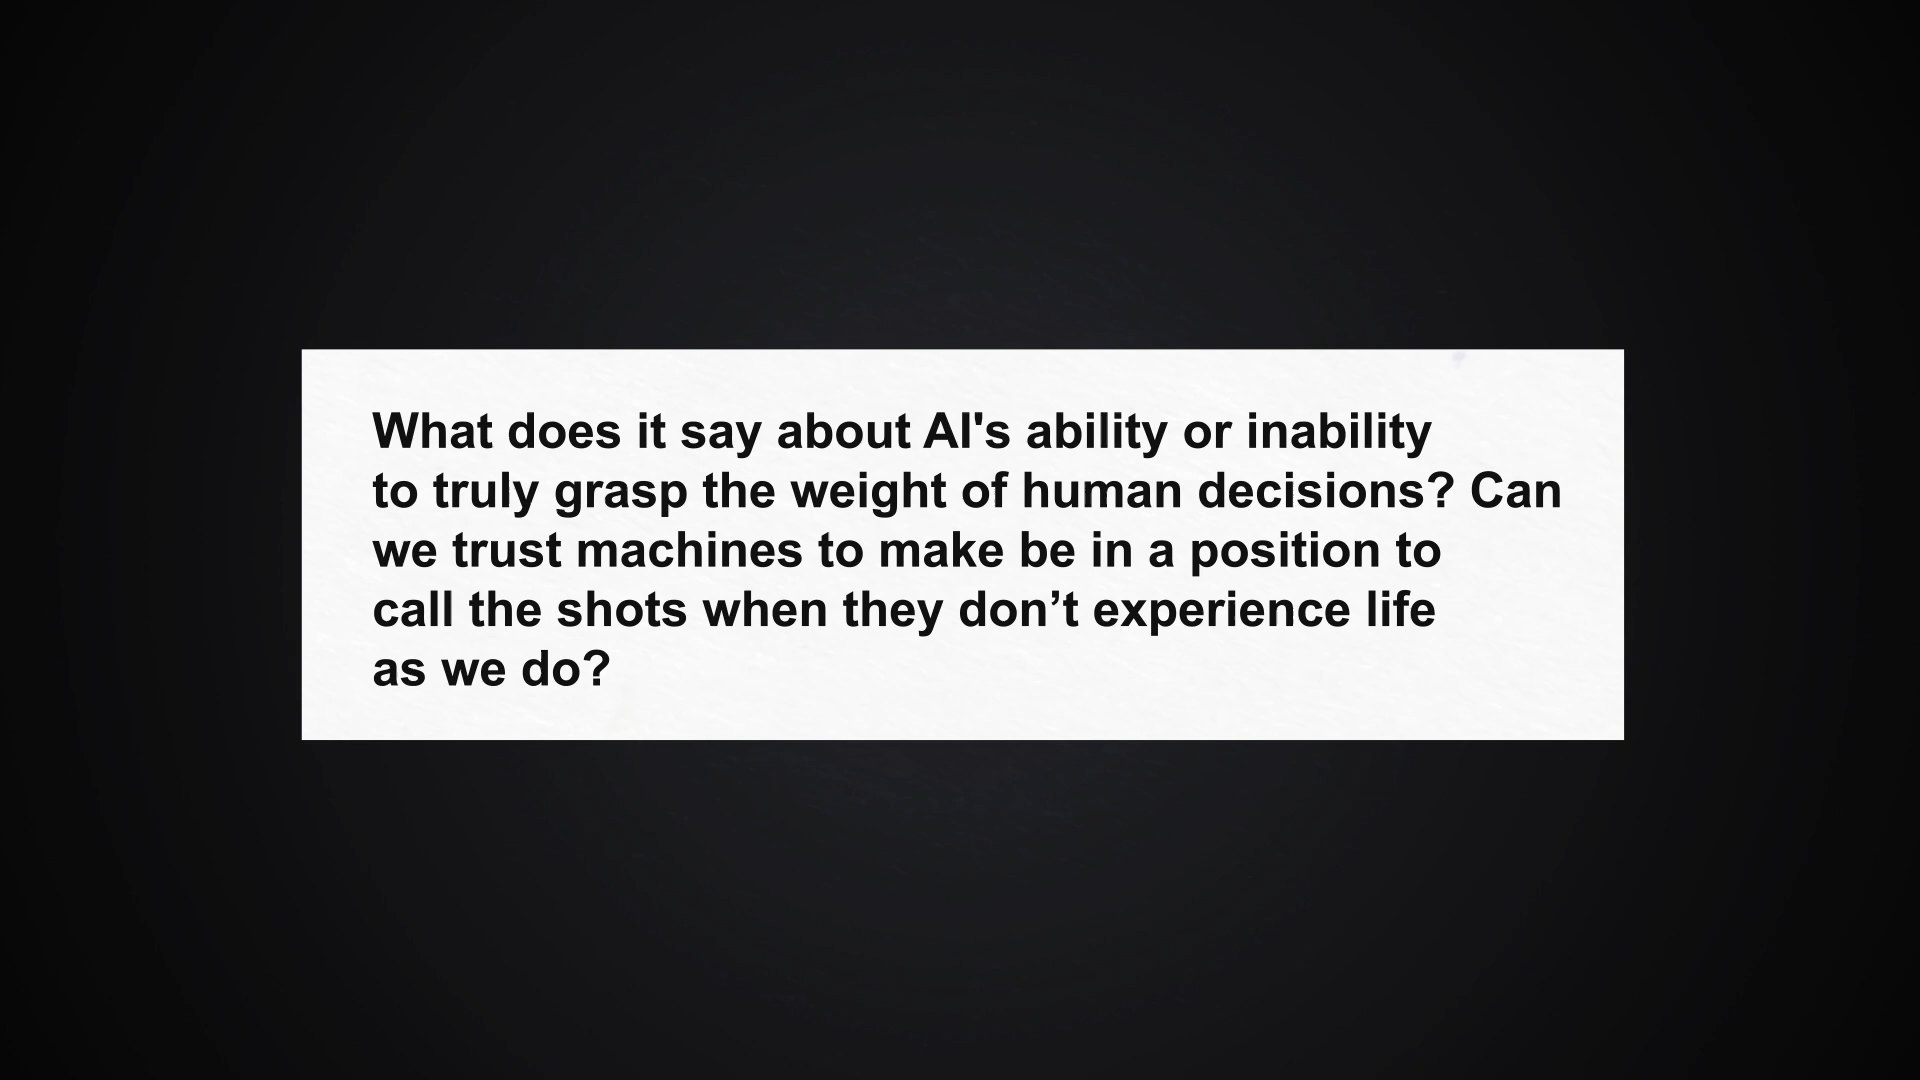 What does it say about AI's ability or inability
to truly grasp the weight of human decisions? Can
we trust machines to make be in a position to
call the shots when they don’t experience life
as we do?